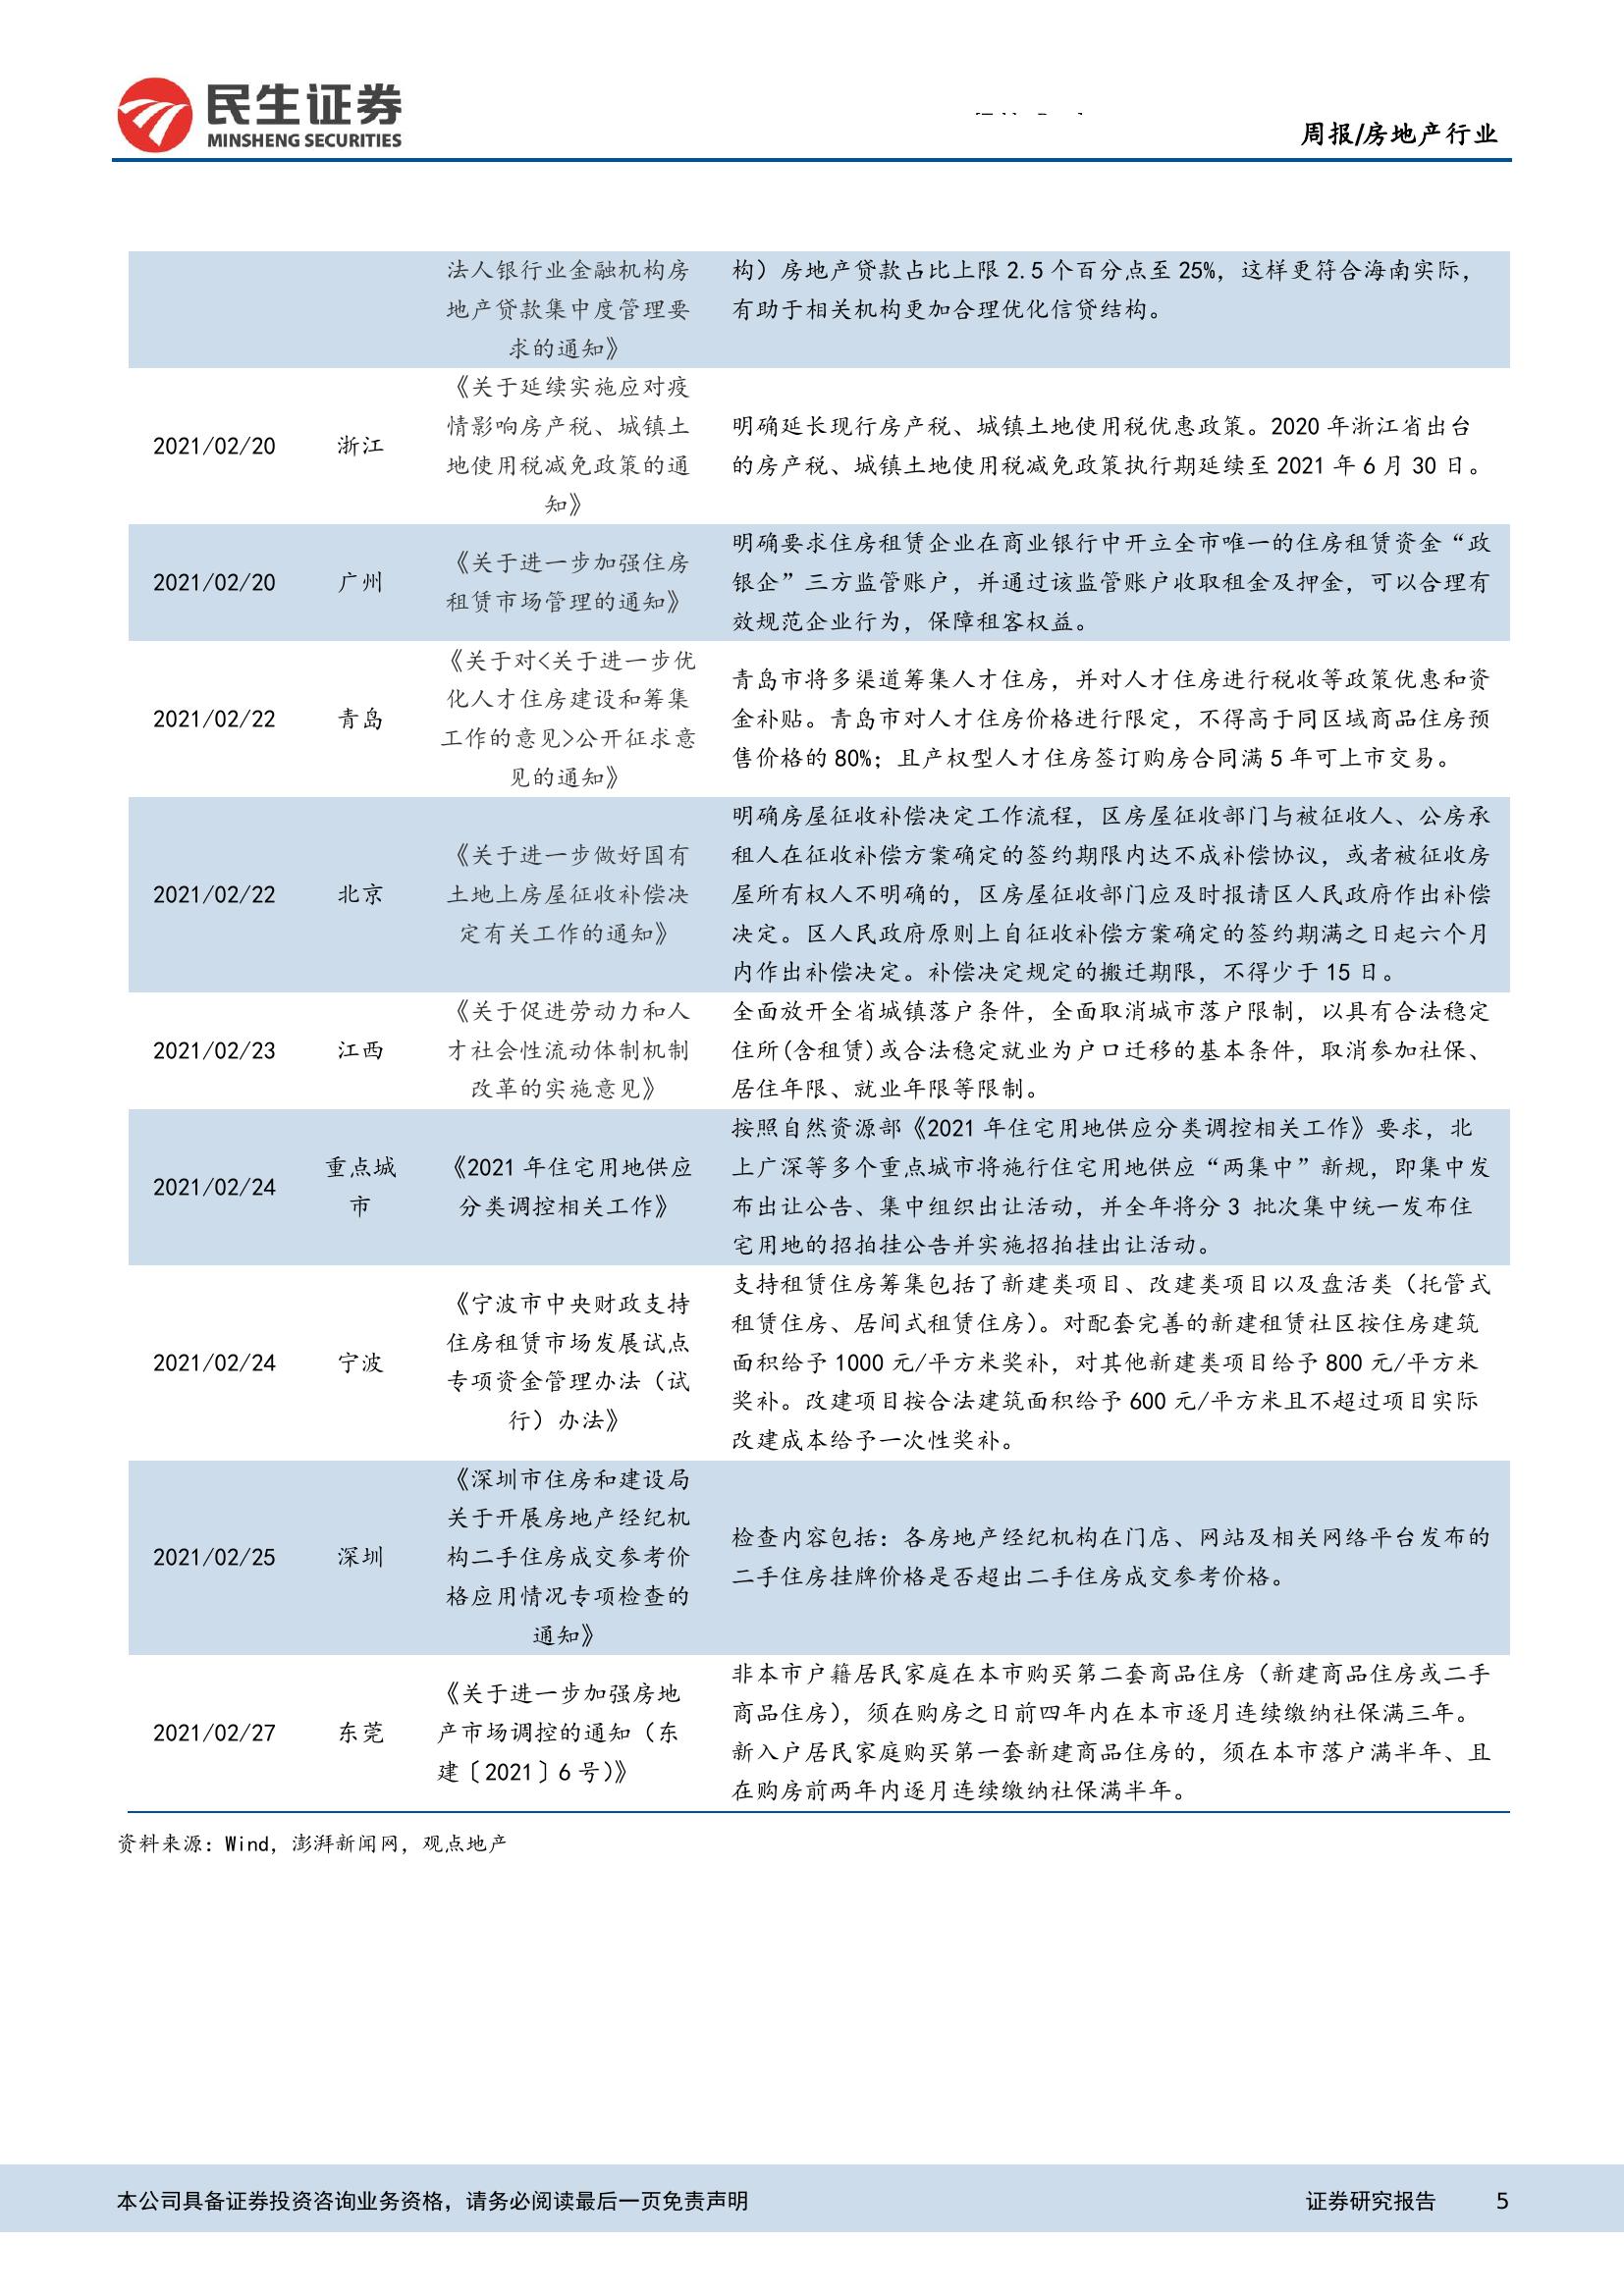 民生证券
MINSHENG SECURITIES
周报/房地产行业
法人银行业金融机构房
地产贷款集中度管理要
求的通知》
构）房地产贷款占比上限 2.5 个百分点至 25%，这样更符合海南实际，
有助于相关机构更加合理优化信贷结构。
2021/02/20
浙江
《关于延续实施应对疫
情影响房产税、城镇土
地使用税减免政策的通
知》
明确延长现行房产税、城镇土地使用税优惠政策。2020 年浙江省出台
的房产税、城镇土地使用税减免政策执行期延续至 2021 年 6 月 30 日。
2021/02/20
广州
《关于进一步加强住房
租赁市场管理的通知》
明确要求住房租赁企业在商业银行中开立全市唯一的住房租赁资金“政
银企”三方监管账户，并通过该监管账户收取租金及押金，可以合理有
效规范企业行为，保障租客权益。
2021/02/22
青岛
《关于对<关于进一步优
化人才住房建设和筹集
工作的意见>公开征求意
见的通知》
青岛市将多渠道筹集人才住房，并对人才住房进行税收等政策优惠和资
金补贴。青岛市对人才住房价格进行限定，不得高于同区域商品住房预
售价格的 80%；且产权型人才住房签订购房合同满 5 年可上市交易。
2021/02/22
北京
《关于进一步做好国有
土地上房屋征收补偿决
定有关工作的通知》
明确房屋征收补偿决定工作流程，区房屋征收部门与被征收人、公房承
租人在征收补偿方案确定的签约期限内达不成补偿协议，或者被征收房
屋所有权人不明确的，区房屋征收部门应及时报请区人民政府作出补偿
决定。区人民政府原则上自征收补偿方案确定的签约期满之日起六个月
内作出补偿决定。补偿决定规定的搬迁期限，不得少于 15 日。
2021/02/23
江西
《关于促进劳动力和人
才社会性流动体制机制
改革的实施意见》
全面放开全省城镇落户条件，全面取消城市落户限制，以具有合法稳定
住所(含租赁)或合法稳定就业为户口迁移的基本条件，取消参加社保、
居住年限、就业年限等限制。
2021/02/24
重点城
市
《2021 年住宅用地供应
分类调控相关工作》
按照自然资源部《2021 年住宅用地供应分类调控相关工作》要求，北
上广深等多个重点城市将施行住宅用地供应“两集中”新规，即集中发
布出让公告、集中组织出让活动，并全年将分 3 批次集中统一发布住
宅用地的招拍挂公告并实施招拍挂出让活动。
2021/02/24
宁波
《宁波市中央财政支持
住房租赁市场发展试点
专项资金管理办法（试
行）办法》
支持租赁住房筹集包括了新建类项目、改建类项目以及盘活类（托管式
租赁住房、居间式租赁住房）。对配套完善的新建租赁社区按住房建筑
面积给予 1000 元/平方米奖补，对其他新建类项目给予 800 元/平方米
奖补。改建项目按合法建筑面积给予 600 元/平方米且不超过项目实际
改建成本给予一次性奖补。
2021/02/25
深圳
《深圳市住房和建设局
关于开展房地产经纪机
构二手住房成交参考价
格应用情况专项检查的
通知》
检查内容包括：各房地产经纪机构在门店、网站及相关网络平台发布的
二手住房挂牌价格是否超出二手住房成交参考价格。
2021/02/27
东莞
《关于进一步加强房地
产市场调控的通知（东
建〔2021〕6 号)》
非本市户籍居民家庭在本市购买第二套商品住房（新建商品住房或二手
商品住房），须在购房之日前四年内在本市逐月连续缴纳社保满三年。
新入户居民家庭购买第一套新建商品住房的，须在本市落户满半年、且
在购房前两年内逐月连续缴纳社保满半年。
资料来源：Wind，澎湃新闻网，观点地产
本公司具备证券投资咨询业务资格，请务必阅读最后一页免责声明
证券研究报告
5